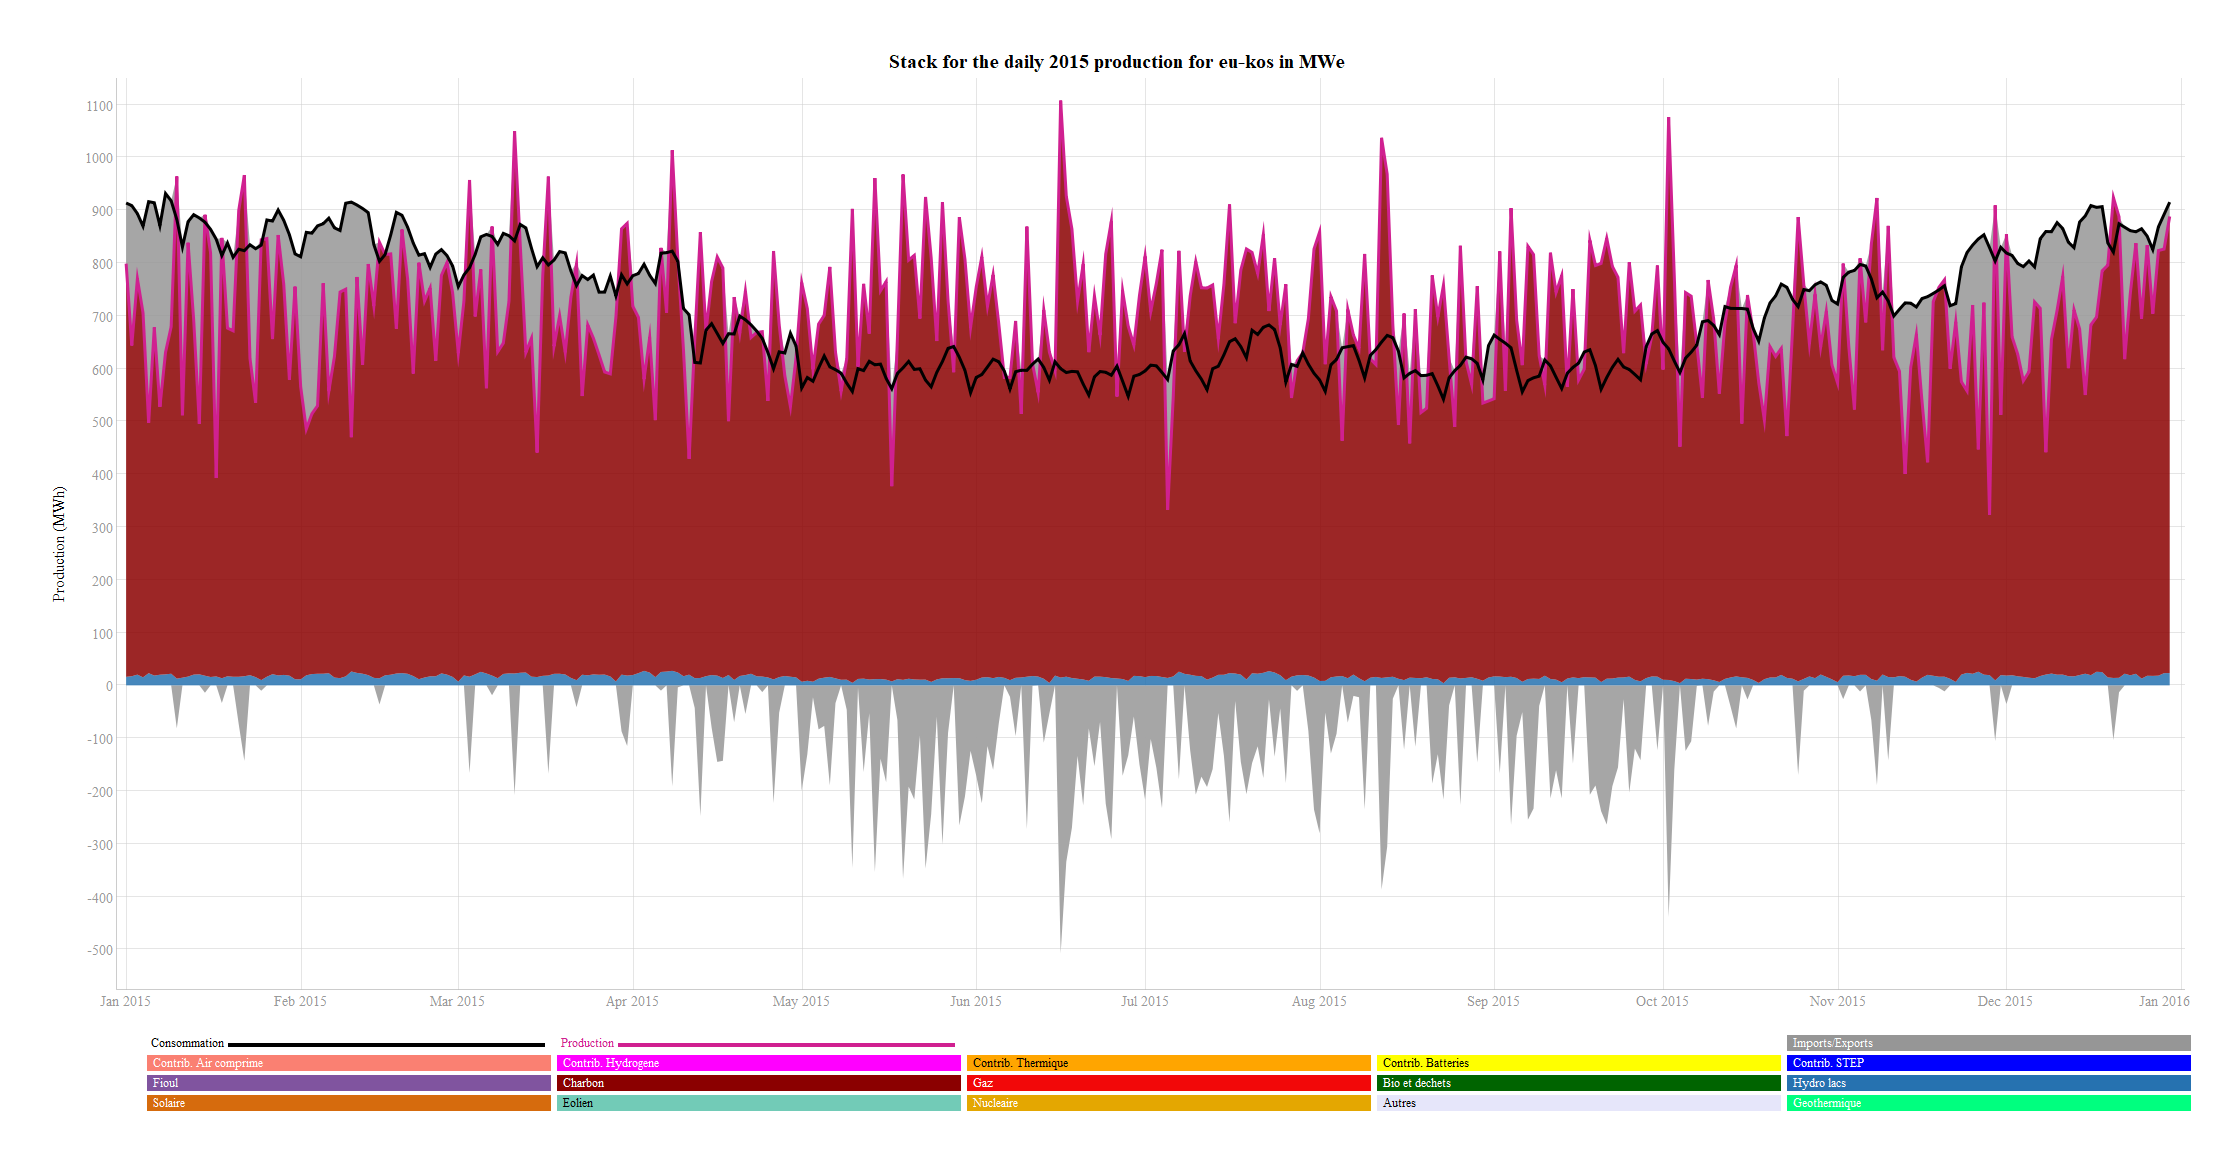 Stack for the daily 2015 production for eu-kos in MWe
Production (MWh)
1100
1000
900
800
700
600
500
400
300
200
100
0
-100
-200
-300
-400
-500
Jan 2015 Feb 2015 Mar 2015 Apr 2015 May 2015 Jun 2015 Jul 2015 Aug 2015 Sep 2015 Oct 2015 Nov 2015 Dec 2015 Jan 2016
Consommation Production Imports/Exports
Contrib. Air comprime Contrib. Hydrogene Contrib. Thermique Contrib. Batteries Contrib. STEP
Fioul Charbon Gaz Bio et dechets Hydro lacs
Solaire Eolien Nucleaire Autres Geothermique